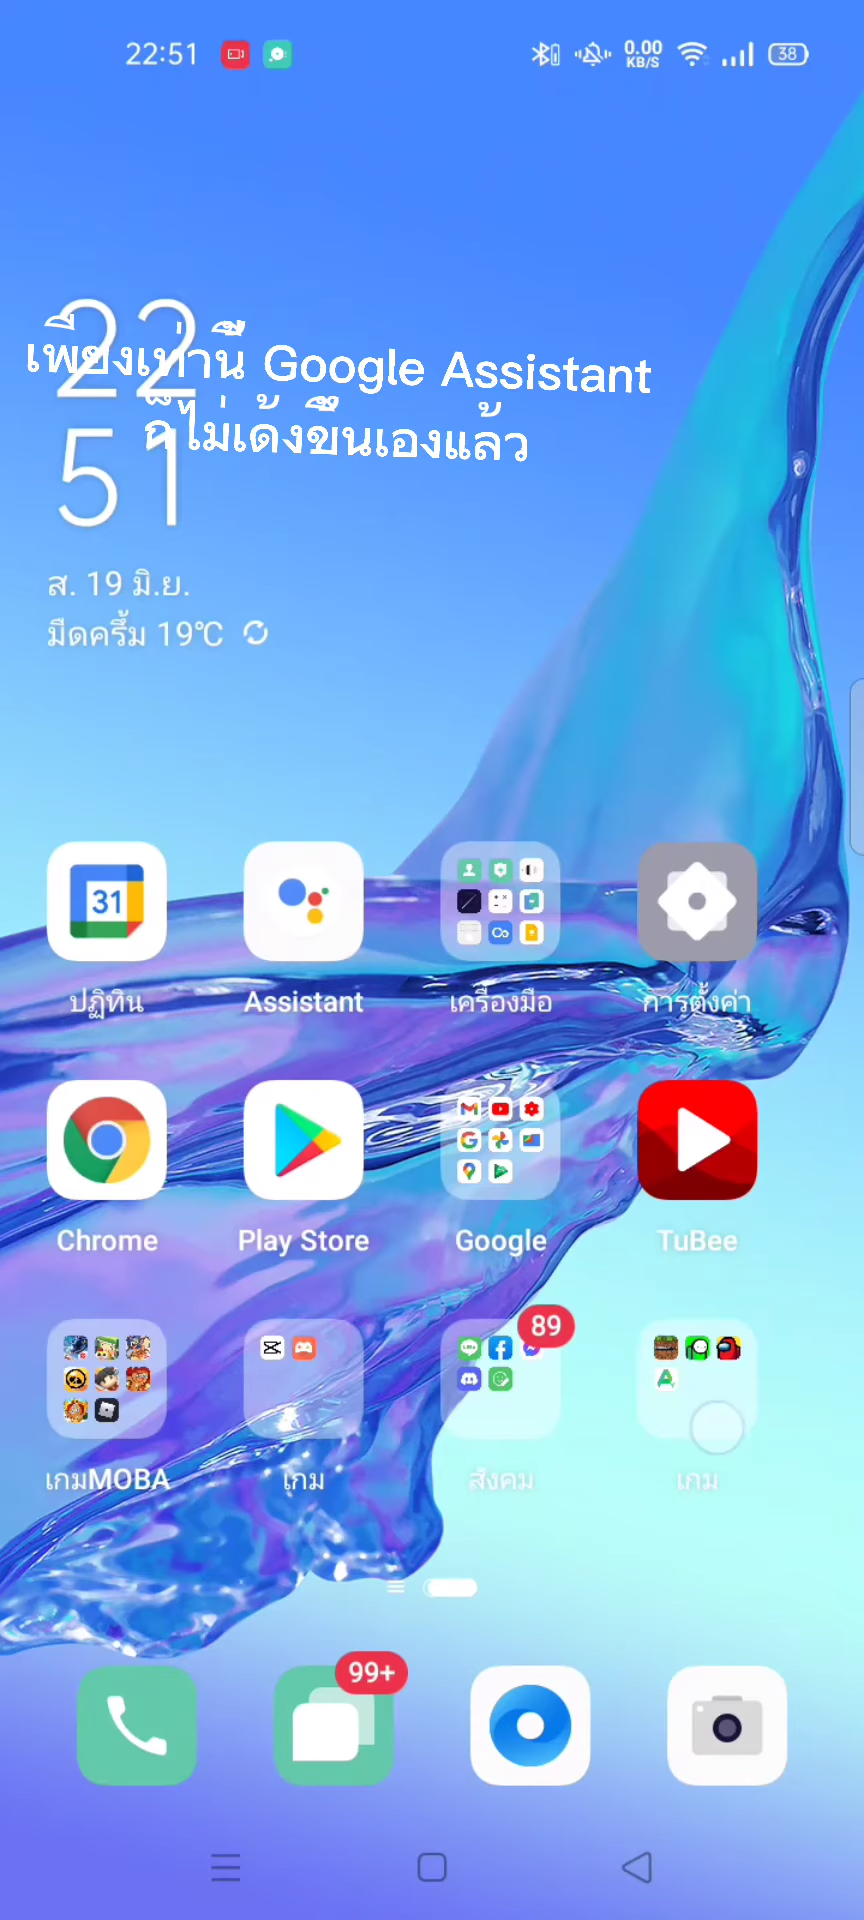 22:51
0.00
KB/S
38
22
51
เพียงเท่านี้ Google Assistant
ก็ไม่เด้งขึ้นเองแล้ว
ส. 19 มิ.ย.
มืดครึ้ม 19°C
31
ปฏิทิน
Assistant
เครื่องมือ
การตั้งค่า
Chrome
Play Store
Google
TuBee
89
เกมMOBA
เกม
สังคม
เกม
99+